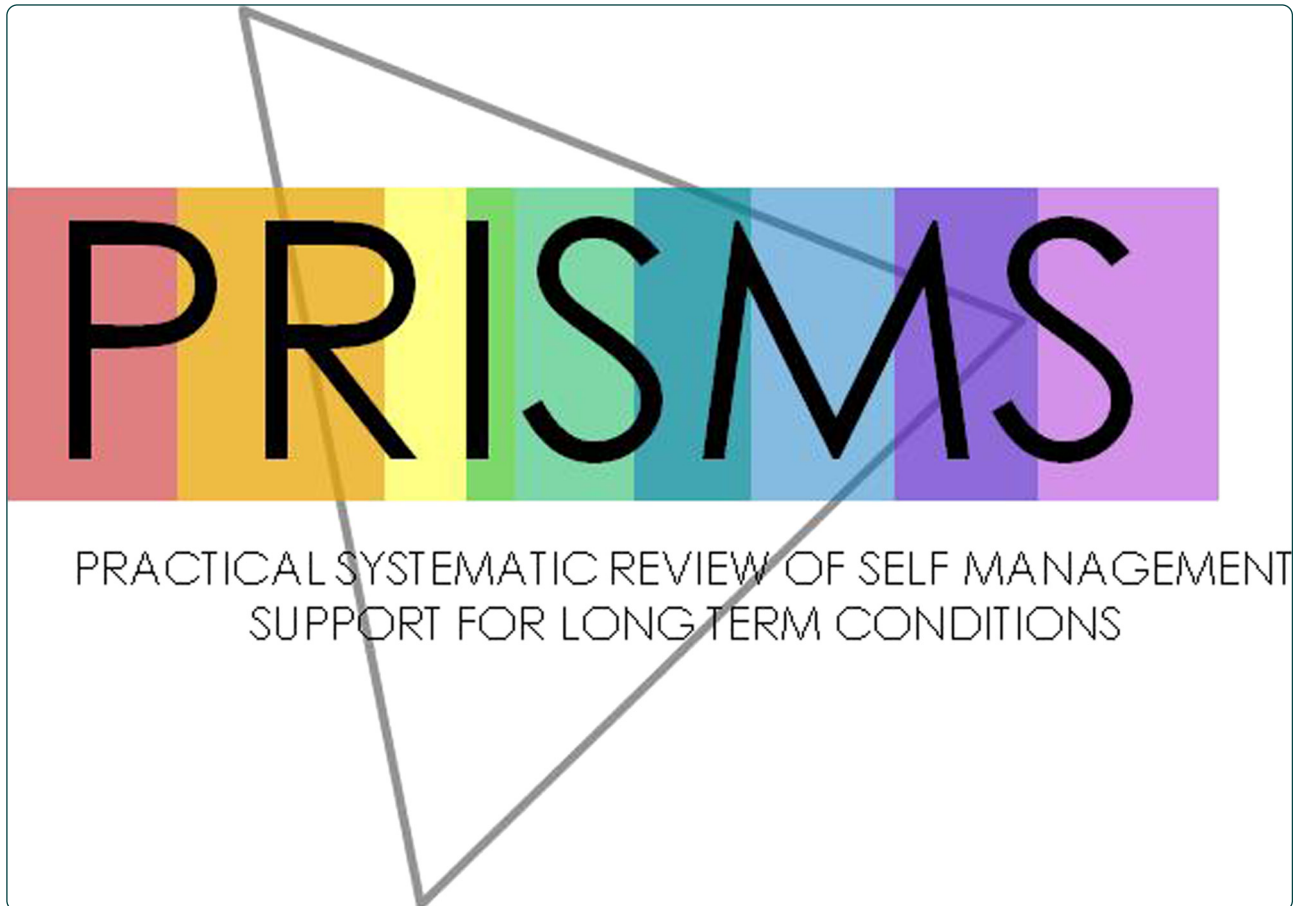 PRISMS
PRACTICAL SYSTEMATIC REVIEW OF SELF MANAGEMENT
SUPPORT FOR LONG TERM CONDITIONS